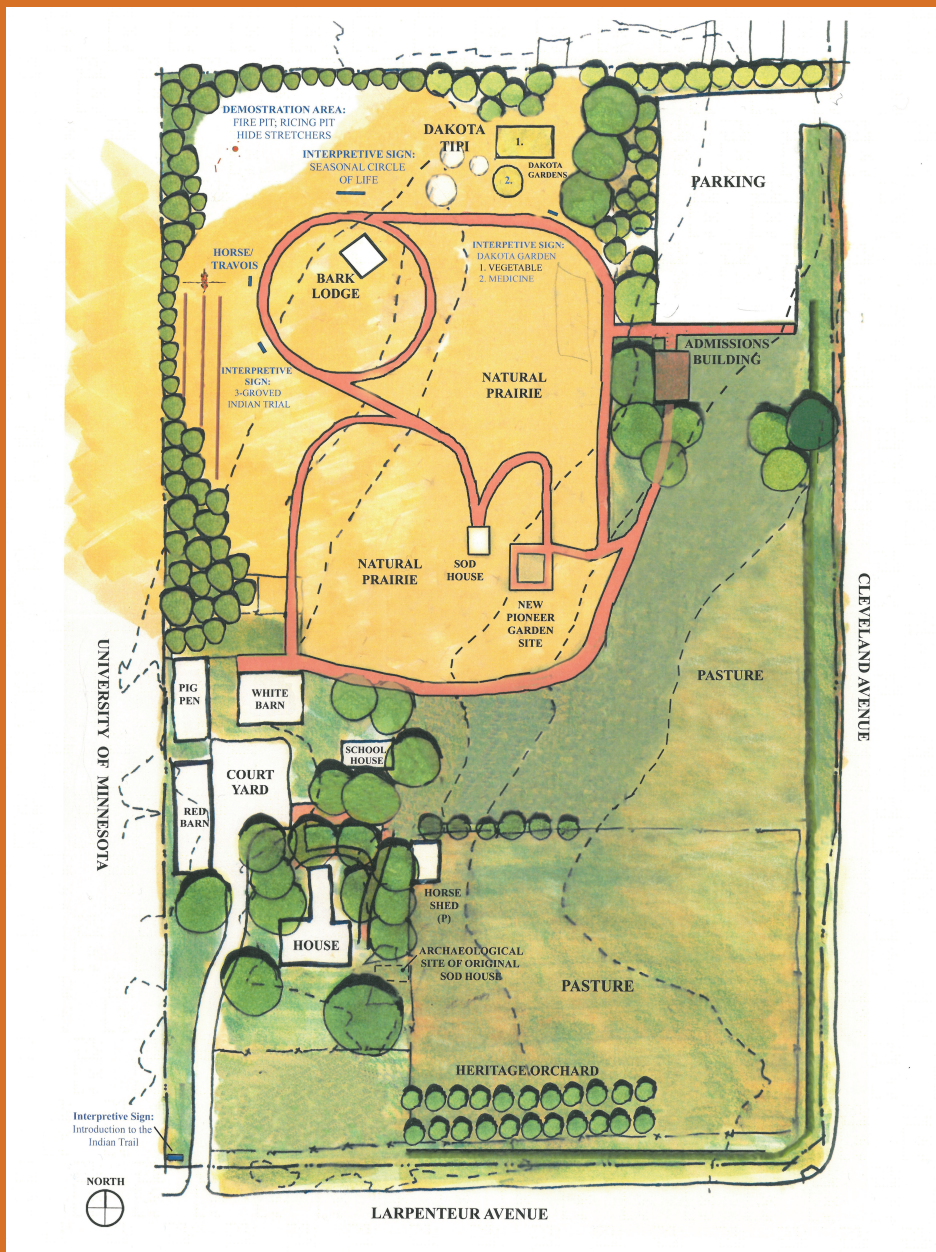 DEMOSTRATION AREA:
FIRE PIT; RICING PIT
HIDE STRETCHERS
DAKOTA
TIPI
1.
INTERPRETIVE SIGN:
SEASONAL CIRCLE
OF LIFE
DAKOTA
GARDENS
2.
PARKING
HORSE/
TRAVOIS
BARK
LODGE
INTERPETIVE SIGN:
DAKOTA GARDEN
1. VEGETABLE
2. MEDICINE
ADMISSIONS
BUILDING
INTERPRETIVE
SIGN:
3-GROVED
INDIAN TRIAL
NATURAL
PRAIRIE
NATURAL
PRAIRIE
SOD
HOUSE
NEW
PIONEER
GARDEN
SITE
CLEVELAND AVENUE
UNIVERSITY OF MINNESOTA
PIG
PEN
WHITE
BARN
PASTURE
SCHOOL
HOUSE
COURT
YARD
RED
BARN
HORSE
SHED
(P)
HOUSE
ARCHAEOLOGICAL
SITE OF ORIGINAL
SOD HOUSE
PASTURE
HERITAGE ORCHARD
Interpretive Sign:
Introduction to the
Indian Trail
NORTH
LARPENTEUR AVENUE